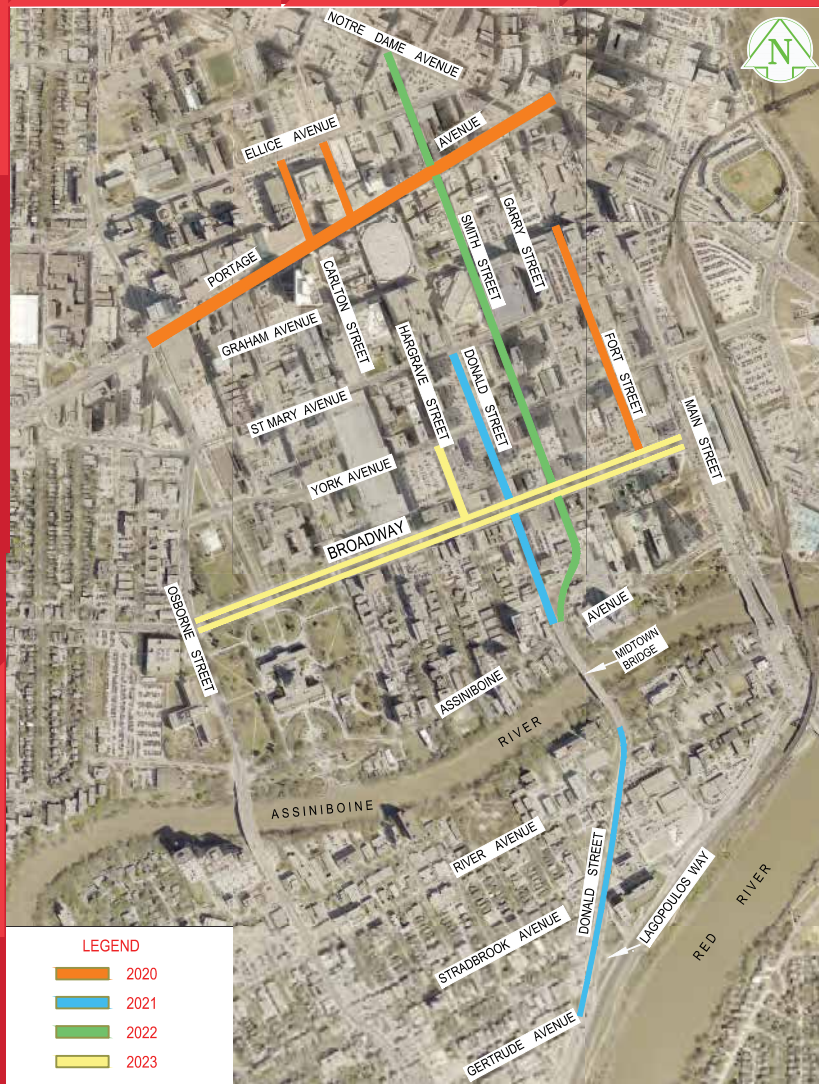 N
NOTRE DAME AVENUE
ELLICE AVENUE
AVENUE
PORTAGE
SMITH STREET
GARRY STREET
CARLTON STREET
GRAHAM AVENUE
HARGRAVE STREET
DONALD STREET
FORT STREET
ST MARY AVENUE
MAIN STREET
YORK AVENUE
BROADWAY
OSBORNE STREET
AVENUE
MIDTOWN
BRIDGE
ASSINIBOINE
RIVER
ASSINIBOINE
RIVER AVENUE
DONALD STREET
LAGOPOULOS WAY
RED RIVER
STRADBROOK AVENUE
GERTRUDE AVENUE
LEGEND
2020
2021
2022
2023